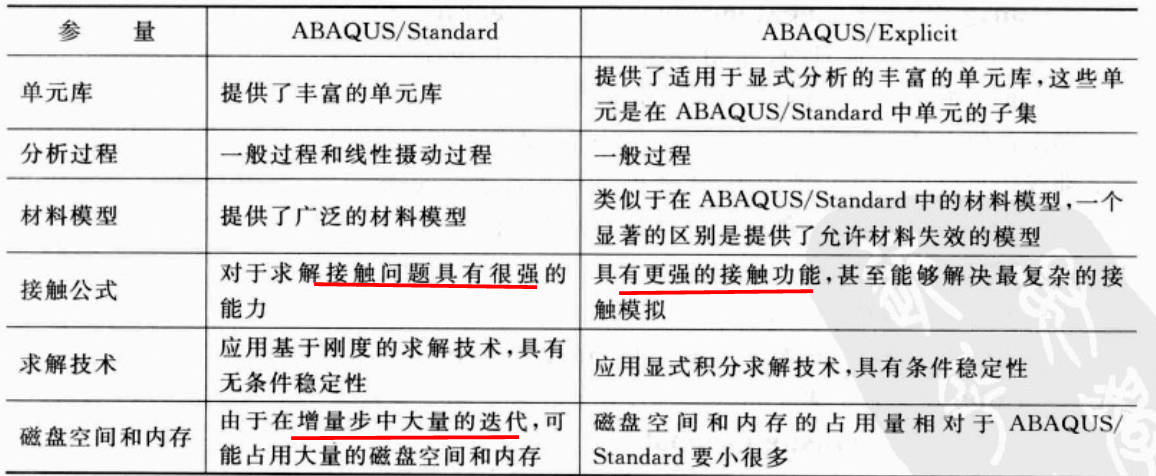 参 量 ABAQUS/Standard ABAQUS/Explicit
单元库 提供了丰富的单元库 提供了适用于显式分析的丰富的单元库,这些单
元是在 ABAQUS/Standard 中单元的子集
分析过程 一般过程和线性摄动过程 一般过程
材料模型 提供了广泛的材料模型 类似于在 ABAQUS/Standard 中的材料模型,一个
显著的区别是提供了允许材料失效的模型
接触公式 对于求解接触问题具有很强的 具有更强的接触功能,甚至能够解决最复杂的接
能力 触模拟
求解技术 应用基于刚度的求解技术,具有 应用显式积分求解技术,具有条件稳定性
无条件稳定性
磁盘空间和内存 由于在增量步中大量的迭代,可 磁盘空间和内存的占用量相对于 ABAQUS/
能占用大量的磁盘空间和内存 Standard 要小很多